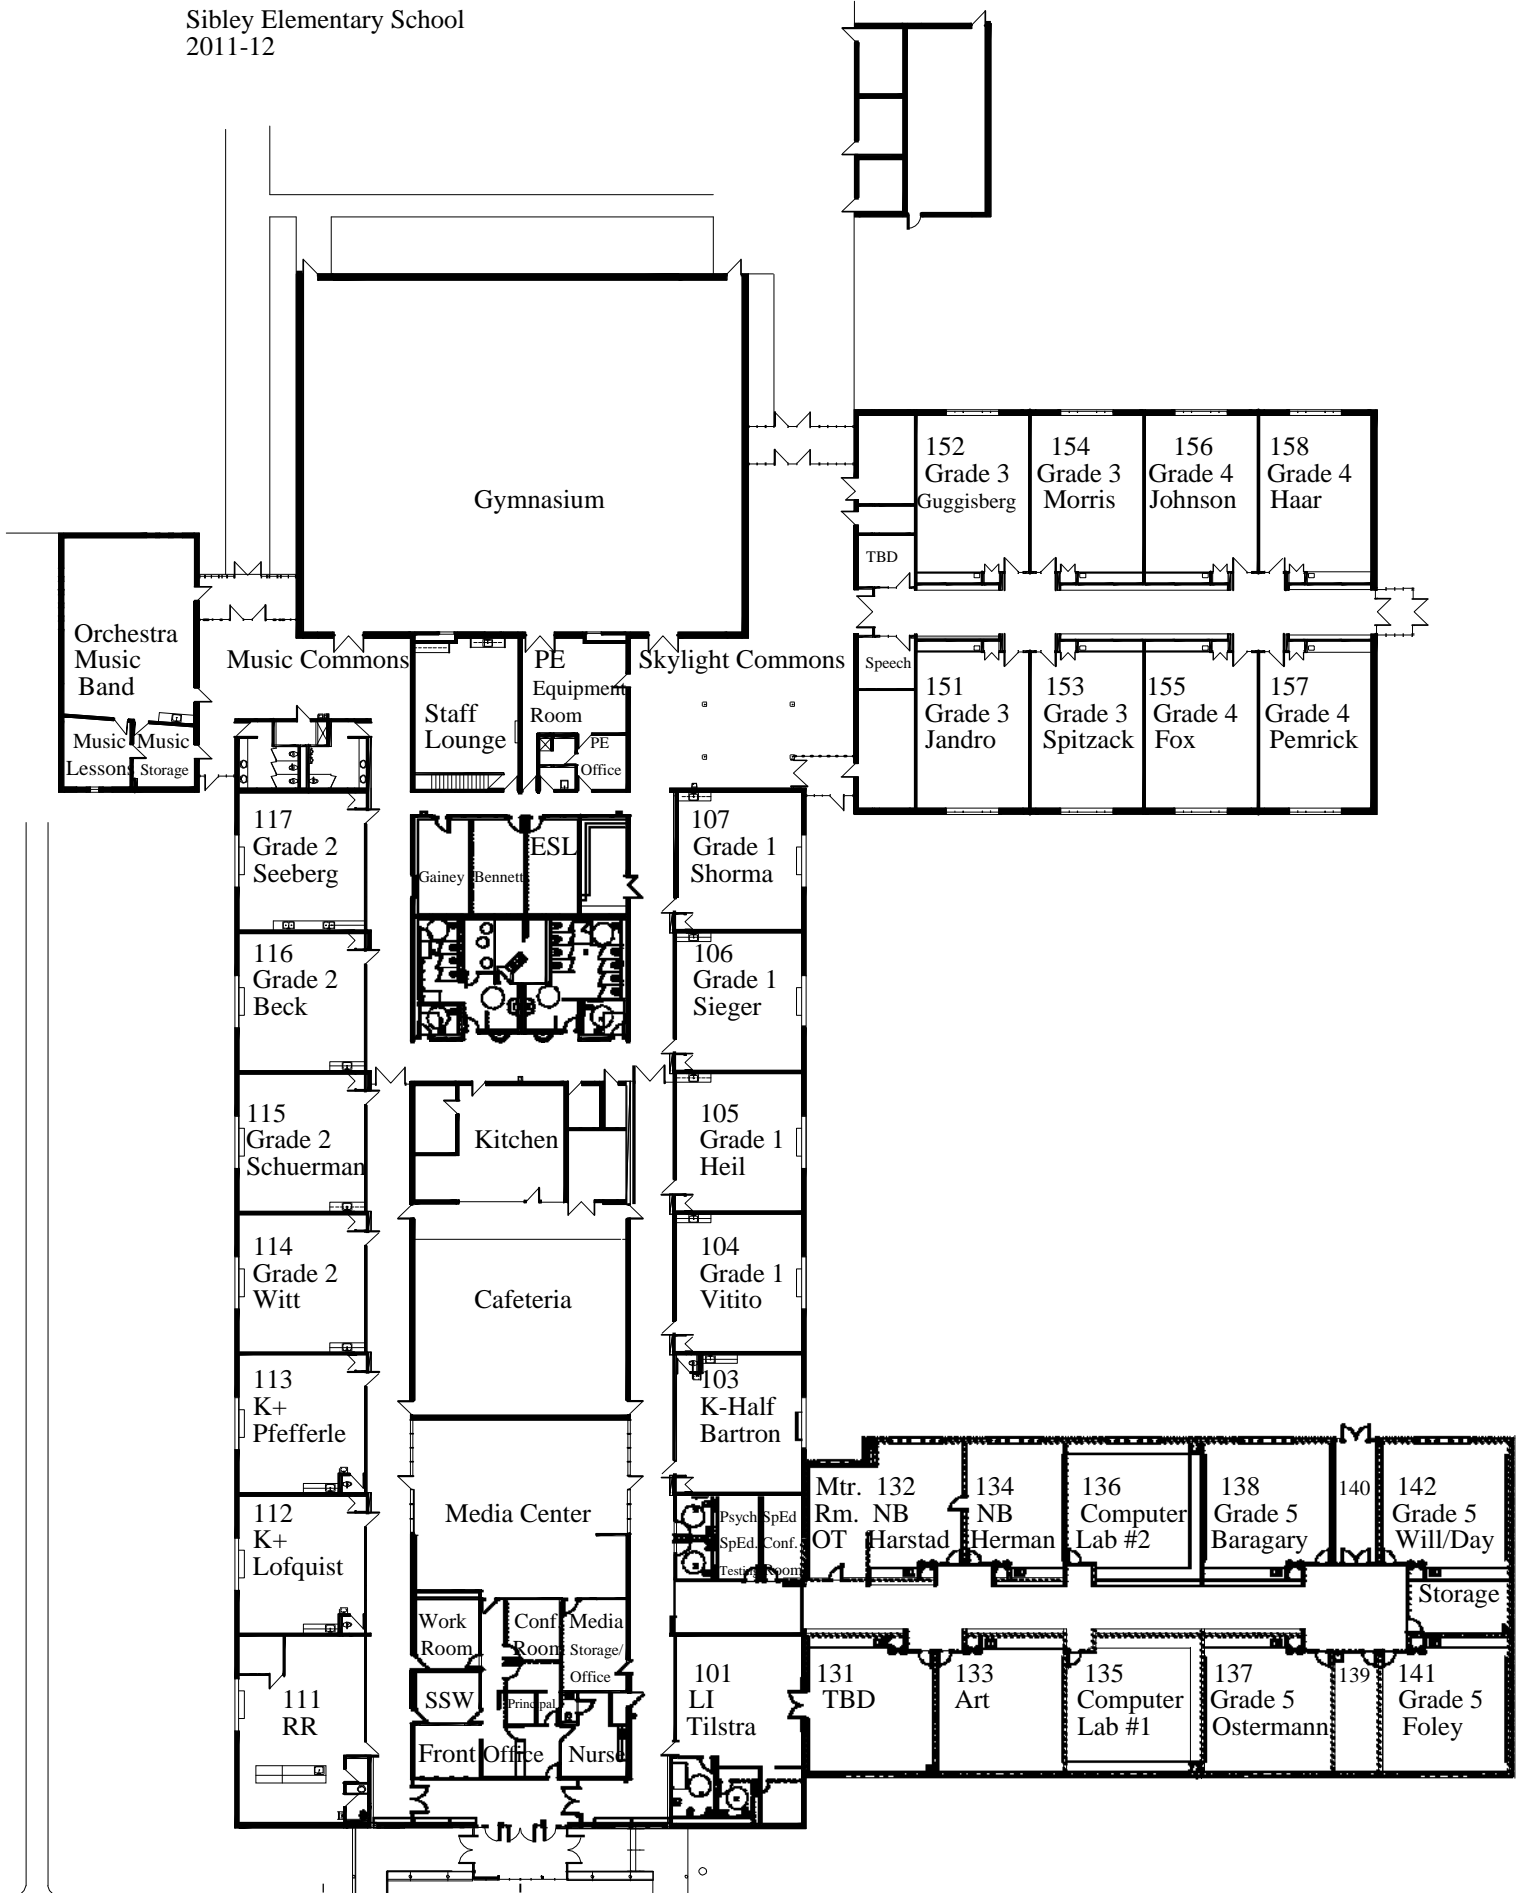 Sibley Elementary School
2011-12
Gymnasium
152
Grade 3
Guggisberg
154
Grade 3
Morris
156
Grade 4
Johnson
158
Grade 4
Haar
TBD
Orchestra
Music
Band
Music Commons
Staff
Lounge
PE
Equipment
Room
PE
Office
Skylight Commons
Speech
151
Grade 3
Jandro
153
Grade 3
Spitzack
155
Grade 4
Fox
157
Grade 4
Pemrick
Music
Lessons
Music
Storage
117
Grade 2
Seeberg
Gainey
Bennett
ESL
107
Grade 1
Shorma
116
Grade 2
Beck
106
Grade 1
Sieger
115
Grade 2
Schuerman
Kitchen
105
Grade 1
Heil
114
Grade 2
Witt
Cafeteria
104
Grade 1
Vitito
113
K+
Pfefferle
103
K-Half
Bartron
112
K+
Lofquist
Media Center
Psych
SpEd.
Testing
SpEd
Conf.
Room
Mtr.
Rm.
OT
132
NB
Harstad
134
NB
Herman
136
Computer
Lab #2
138
Grade 5
Baragary
140
142
Grade 5
Will/Day
Storage
Work
Room
Conf
Room
Media
Storage/
Office
111
RR
SSW
Principal
Front Office
Nurse
101
LI
Tilstra
131
TBD
133
Art
135
Computer
Lab #1
137
Grade 5
Ostermann
139
141
Grade 5
Foley